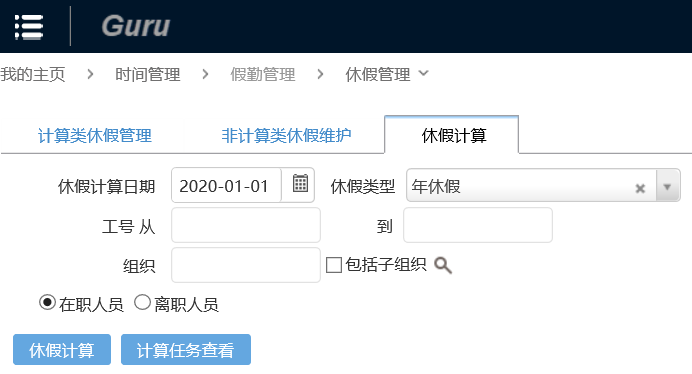 Guru
我的主页 > 时间管理 > 假勤管理 > 休假管理
计算类休假管理 非计算类休假维护 休假计算
休假计算日期 2020-01-01 休假类型 年休假
工号 从 到
组织 包括子组织
在职人员 离职人员
休假计算 计算任务查看